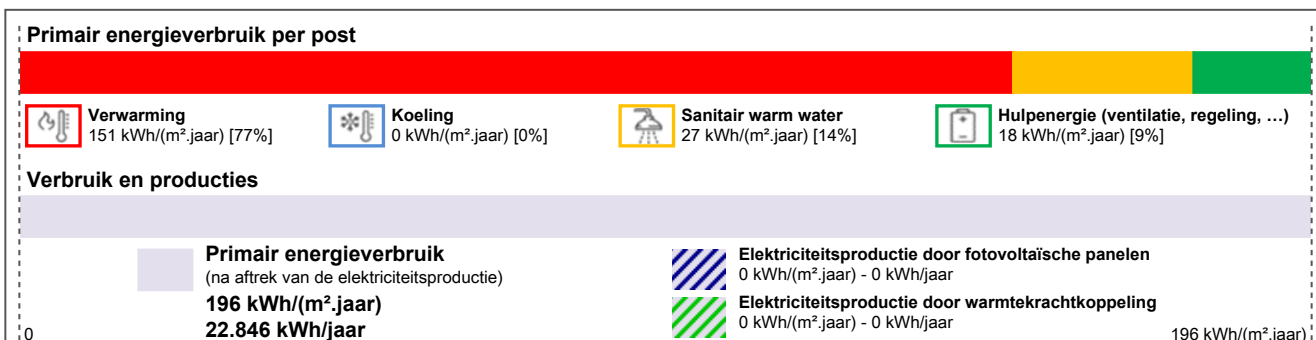 Primair energieverbruik per post
Verwarming
151 kWh/(m².jaar) [77%]
Koeling
0 kWh/(m².jaar) [0%]
Sanitair warm water
27 kWh/(m².jaar) [14%]
Hulpenergie (ventilatie, regeling, …)
18 kWh/(m².jaar) [9%]
Verbruik en producties
Primair energieverbruik
(na aftrek van de elektriciteitsproductie)
196 kWh/(m².jaar)
22.846 kWh/jaar
Elektriciteitsproductie door fotovoltaïsche panelen
0 kWh/(m².jaar) - 0 kWh/jaar
Elektriciteitsproductie door warmtekrachtkoppeling
0 kWh/(m².jaar) - 0 kWh/jaar
0
196 kWh/(m².jaar)